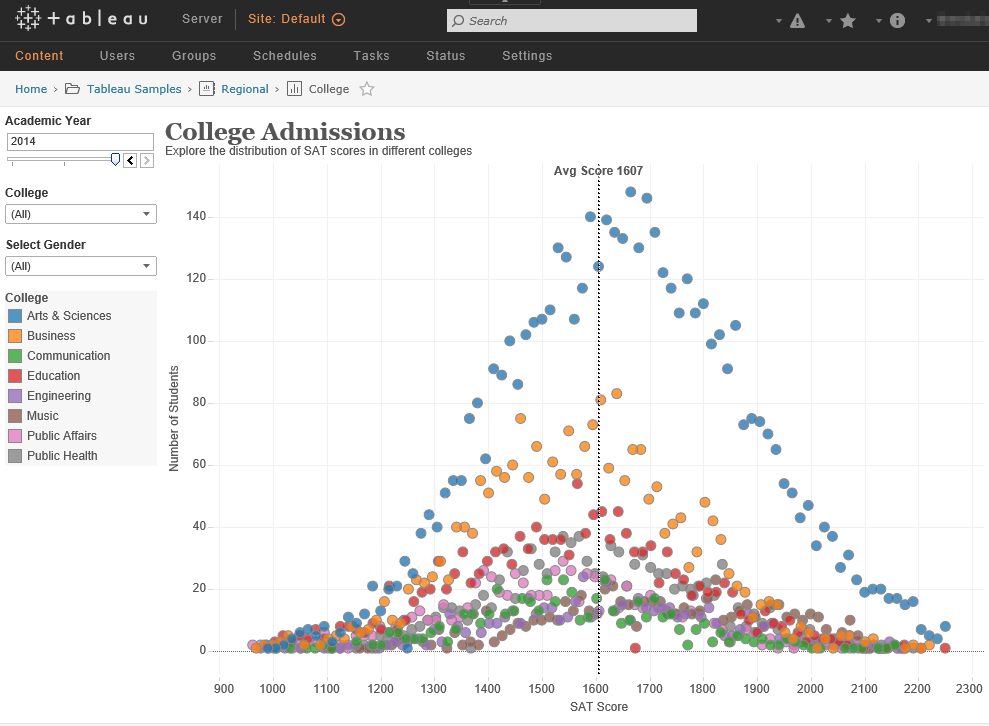 +ableau
Server
Site: Default
Search
Content Users Groups Schedules Tasks Status Settings
Home › Tableau Samples › Regional › College
Academic Year
2014
College
(All)
Select Gender
(All)
College
Arts & Sciences
Business
Communication
Education
Engineering
Music
Public Affairs
Public Health
College Admissions
Explore the distribution of SAT scores in different colleges
Avg Score 1607
Number of Students
140
120
100
80
60
40
20
0
900 1000 1100 1200 1300 1400 1500 1600 1700 1800 1900 2000 2100 2200 2300
SAT Score